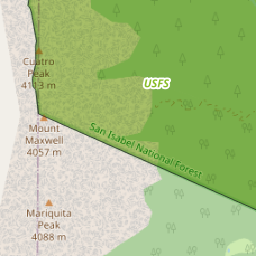 Cuatro
Peak
4113 m
USFS
Mount
Maxwell
4057 m
San Isabel National Forest
Mariquita
Peak
4088 m